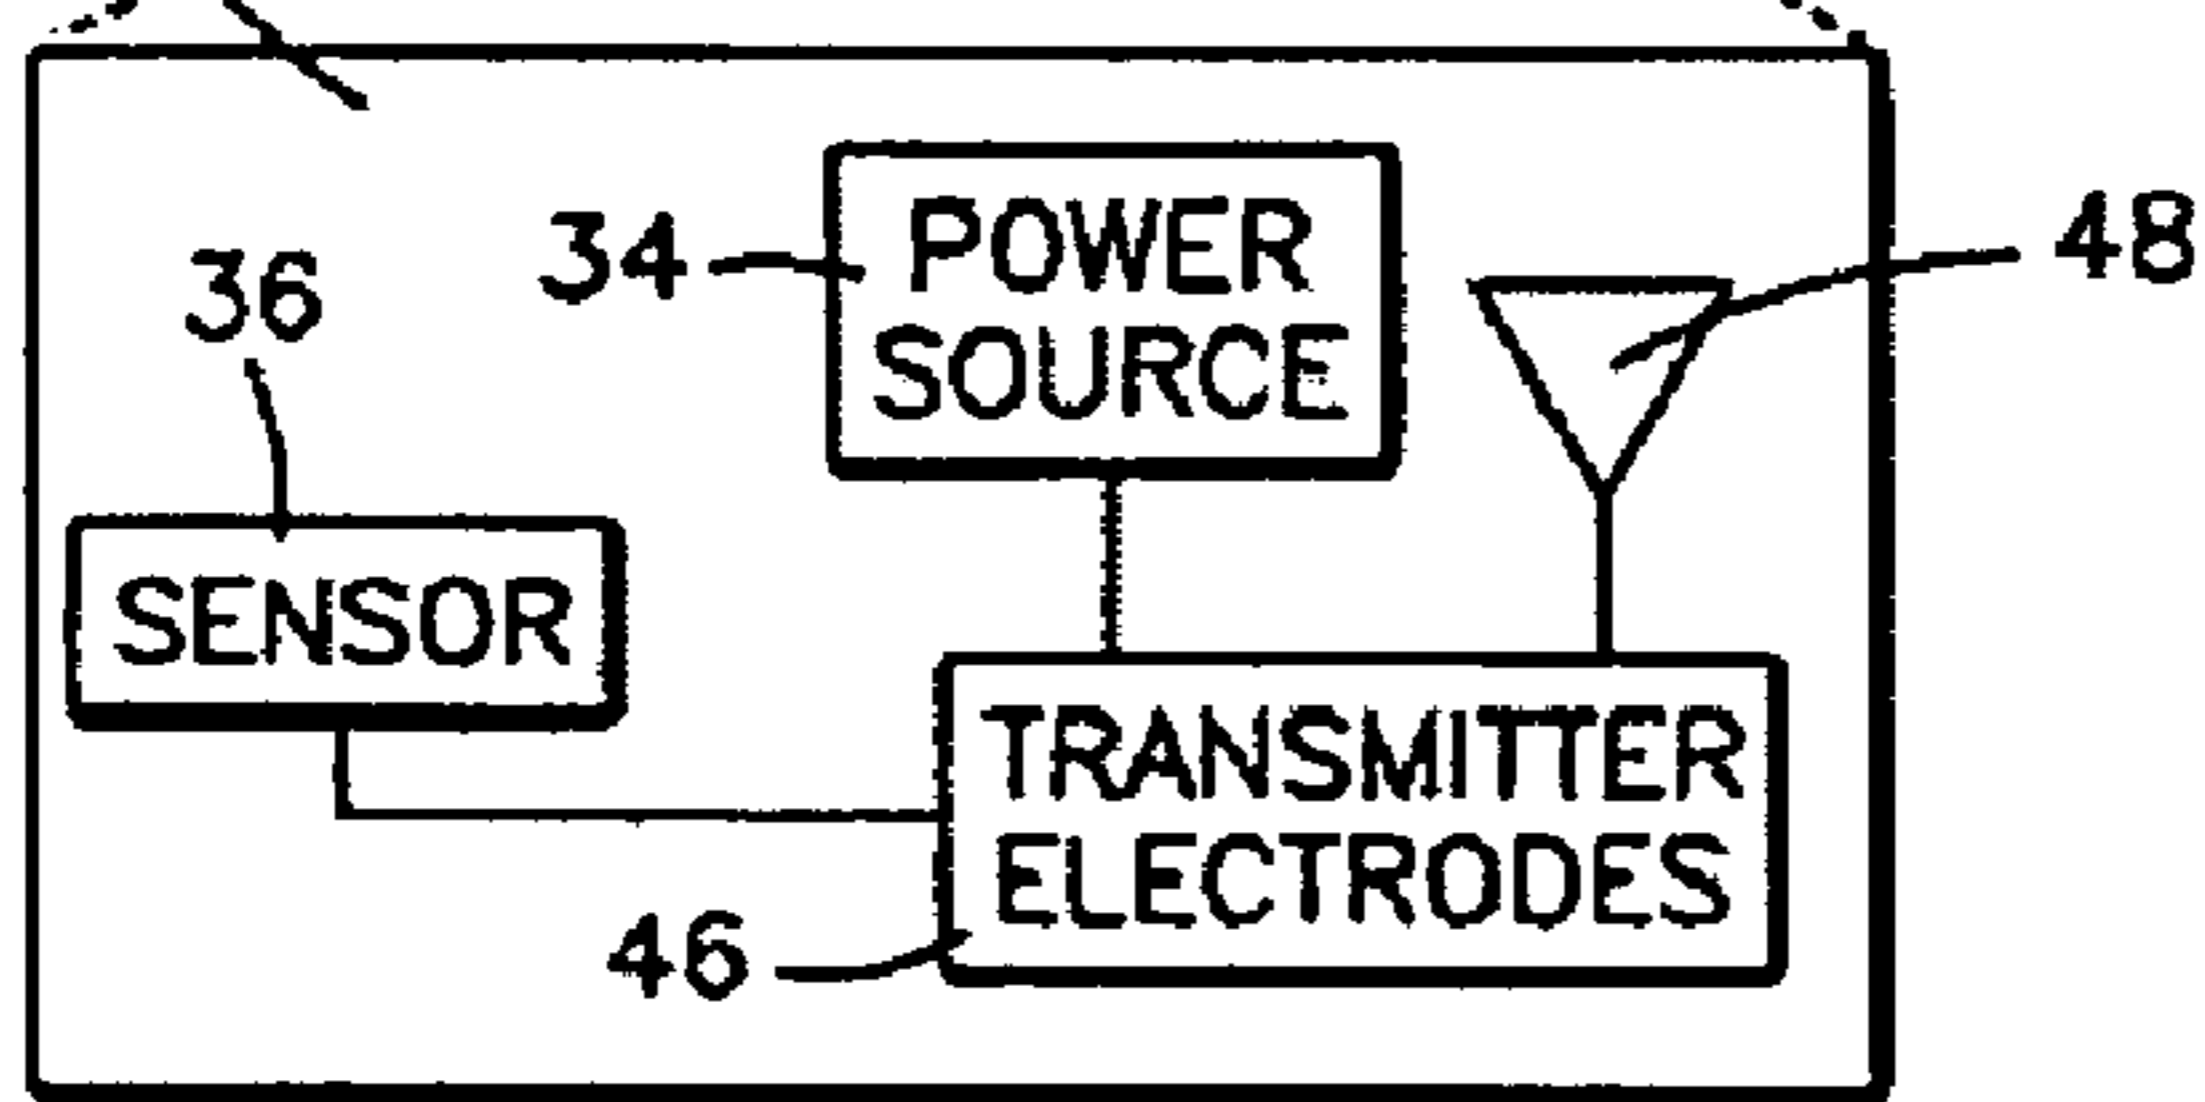 48
34
POWER
SOURCE
36
SENSOR
TRANSMITTER
ELECTRODES
46